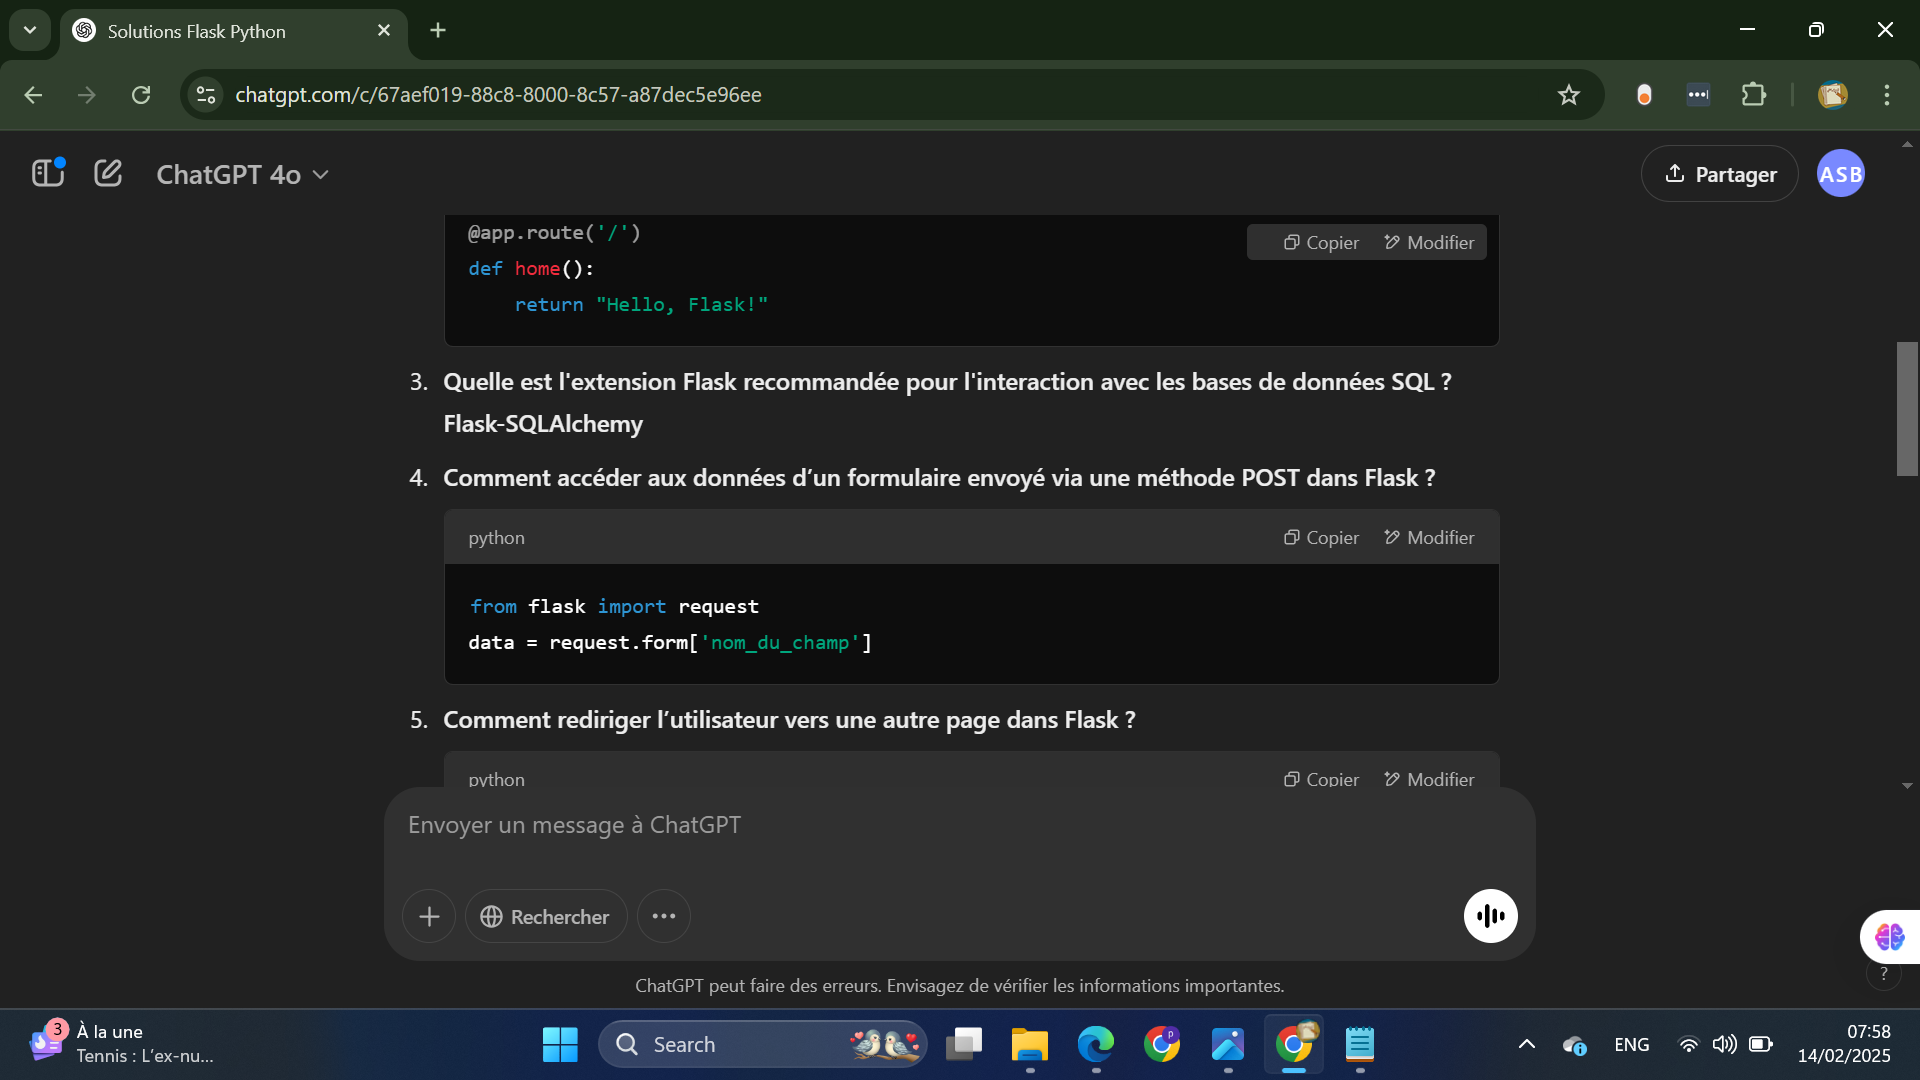 Solutions Flask Python
chatgpt.com/c/67aef019-88c8-8000-8c57-a87dec5e96ee
ChatGPT 4o
Partager
ASB
@app.route('/')
Copier
Modifier
def home():
return "Hello, Flask!"
3. Quelle est l'extension Flask recommandée pour l'interaction avec les bases de données SQL ?
Flask-SQLAlchemy
4. Comment accéder aux données d’un formulaire envoyé via une méthode POST dans Flask ?
python
Copier
Modifier
from flask import request
data = request.form['nom_du_champ']
5. Comment rediriger l’utilisateur vers une autre page dans Flask ?
python
Copier
Modifier
Envoyer un message à ChatGPT
Rechercher
ChatGPT peut faire des erreurs. Envisagez de vérifier les informations importantes.
?
3
À la une
Tennis : L'ex-nu...
Search
P
ENG
07:58
14/02/2025